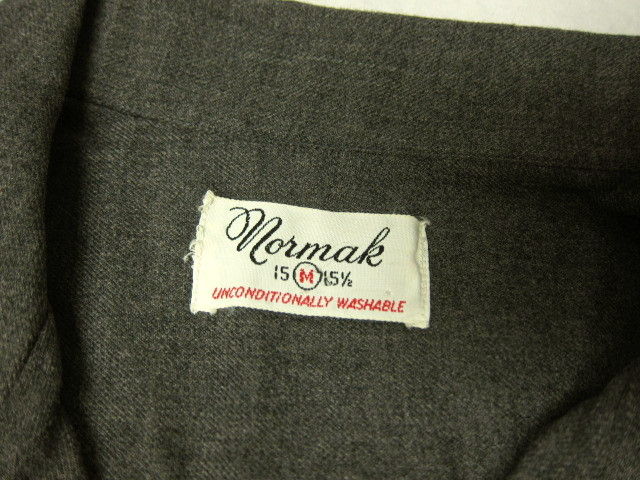 Normak
15 M 15½
UNCONDITIONALLY WASHABLE